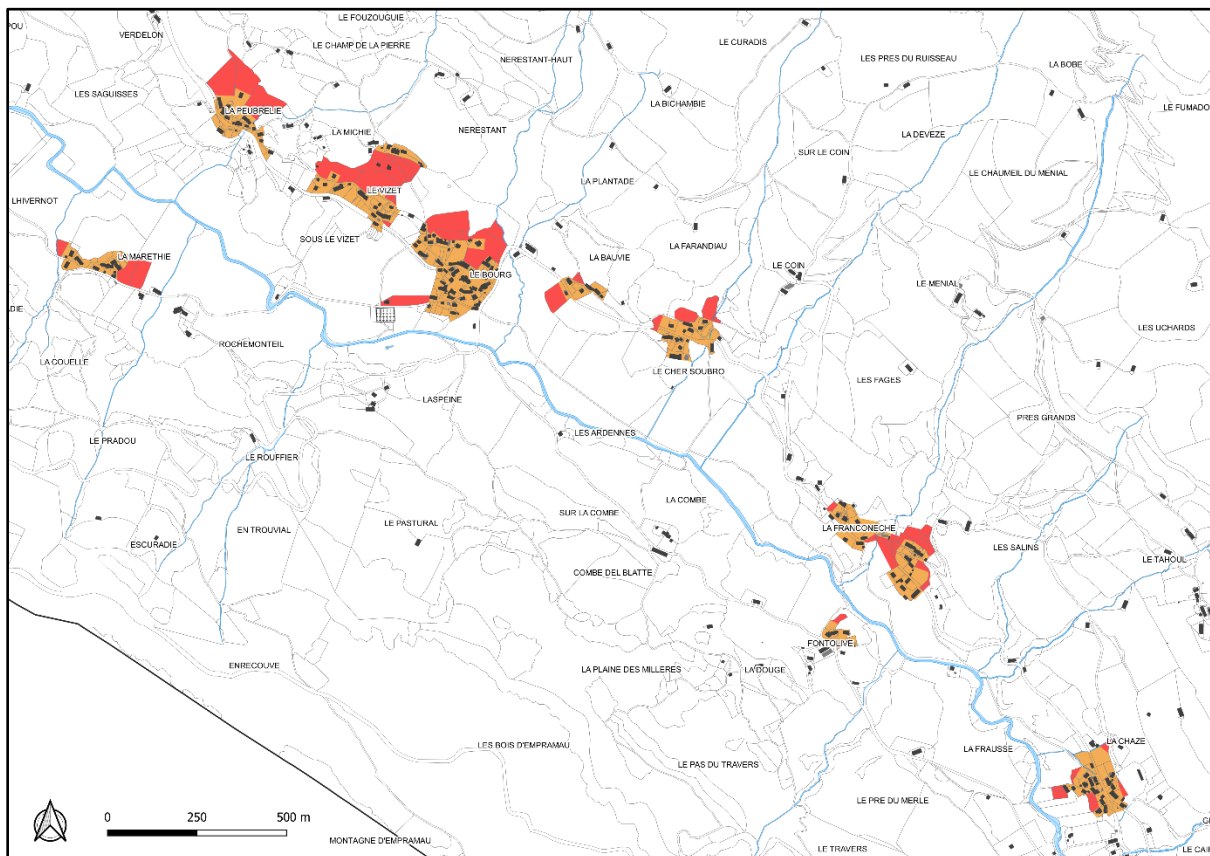 POU
VERDELON
LE FOUZOUGUIE
LE CHAMP DE LA PIERRE
LE CURADIS
NERESTANT-HAUT
LES PRES DU RUISSEAU
LA BOBE
LES SAGUISSES
LA BICHAMBIE
LE FUMADO
LA PEUBRELIE
LA MICHIE
NERESTANT
LA DEVEZE
SUR LE COIN
LE CHAUMEIL DU MENIAL
LA PLANTADE
LE VIZET
LHIVERNOT
SOUS LE VIZET
LA FARANDIAU
LA MARETHIE
LA BAUVIE
LE COIN
LE BOURG
LE MENIAL
ADIE
LES UCHARDS
ROCHEMONTEIL
LA COUELLE
LE CHER SOUBRO
LES FAGES
LASPEINE
PRES GRANDS
LES ARDENNES
LE PRADOU
LE ROUFFIER
LA COMBE
SUR LA COMBE
LE PASTURAL
EN TROUVIAL
LA FRANCONECHE
ESCURADIE
LES SALINS
LE TAHOUL
COMBE DEL BLATTE
FONTOLIVE
ENRECOUVE
LA PLAINE DES MILLERES
LA DOUGE
LES BOIS D'EMPRAMAU
LA FRAUSSE
LA CHAZE
LE PAS DU TRAVERS
LE PRE DU MERLE
0 250 500 m
MONTAGNE D'EMPRAMAU
LE TRAVERS
LE CAI